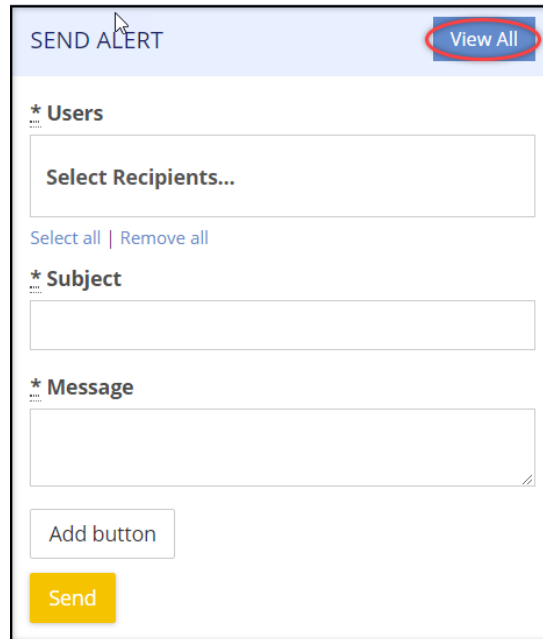 SEND ALERT View All
* Users
Select Recipients...
Select all | Remove all
* Subject
* Message
Add button
Send